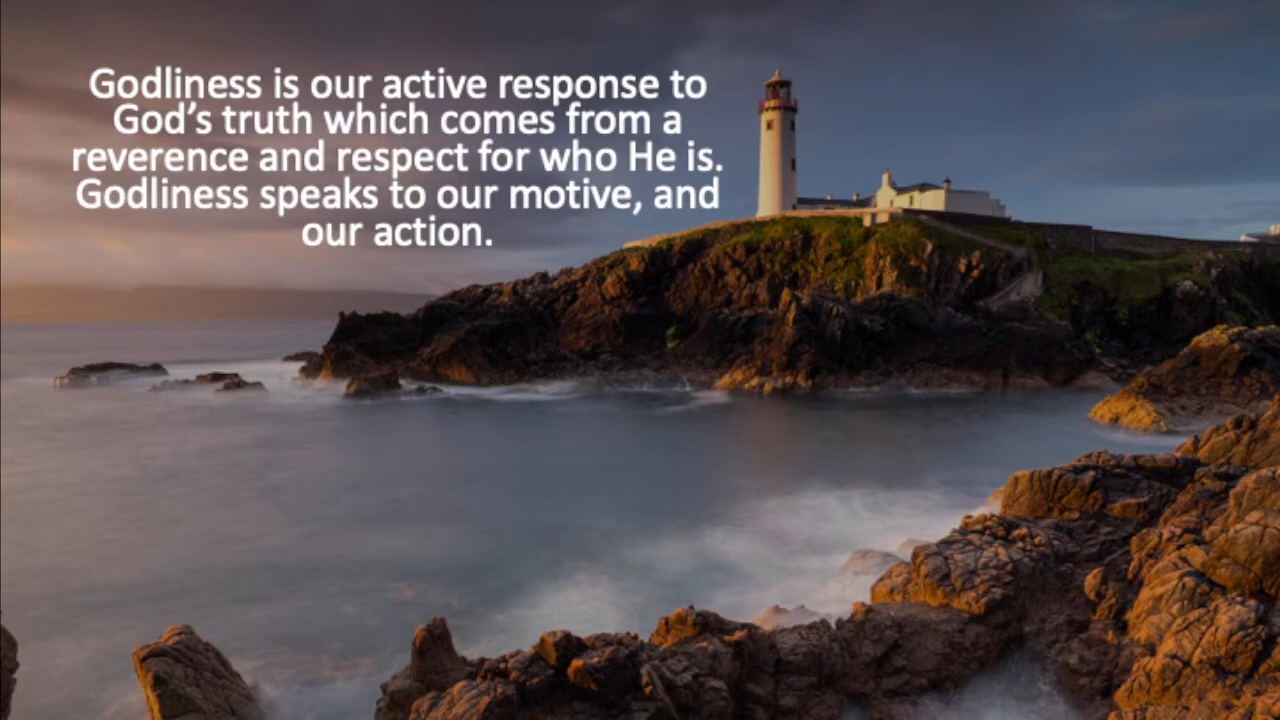 Godliness is our active response to
God's truth which comes from a
reverence and respect for who He is.
Godliness speaks to our motive, and
our action.